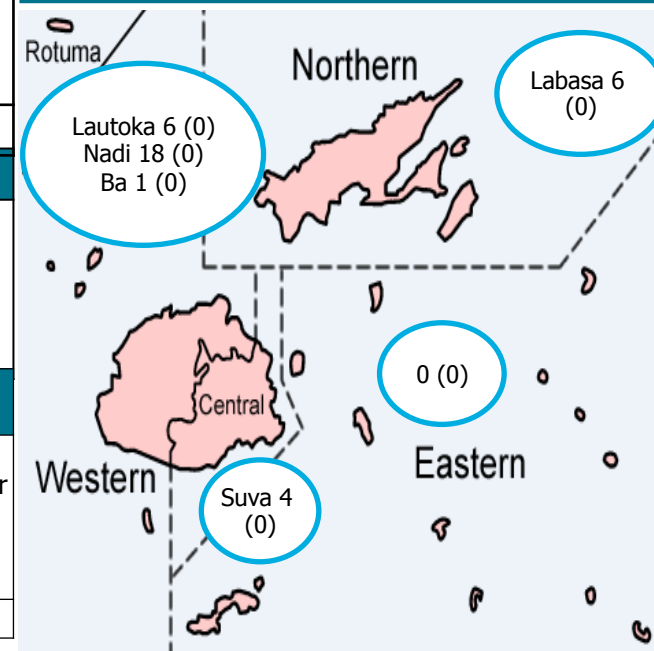 Rotuma
Northern
Labasa 6
(0)
Lautoka 6 (0)
Nadi 18 (0)
Ba 1 (0)
0 (0)
Central
Eastern
Western
Suva 4
(0)
r